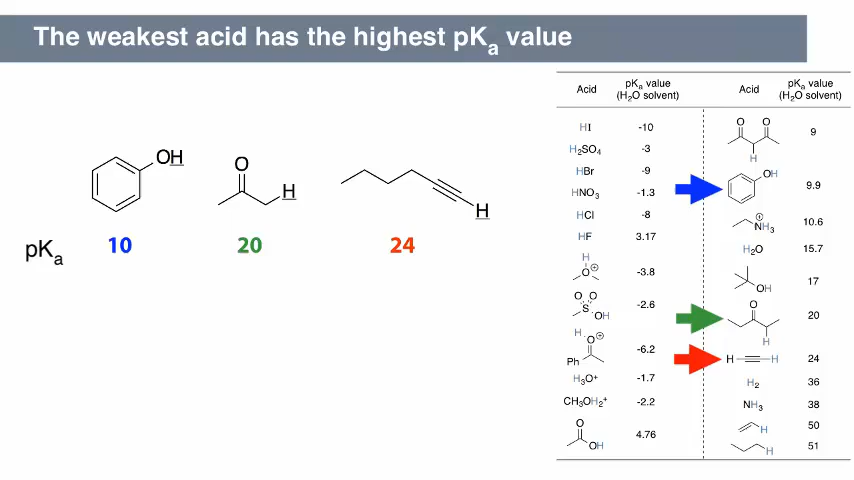 The weakest acid has the highest pKa value
OH
O
H
H
pKa
10
20
24
Acid
pKa value
(H2O solvent)
Acid
pKa value
(H2O solvent)
HI
-10
H2SO4
-3
HBr
-9
HNO3
-1.3
HCl
-8
HF
3.17
H
O
⊕
-3.8
O O
S
OH
-2.6
H
O
⊕
Ph
-6.2
H3O+
-1.7
CH3OH2+
-2.2
O
OH
4.76
O O
H
9
OH
9.9
⊕
NH3
10.6
H2O
15.7
OH
17
O
H
20
H H
24
H2
36
NH3
38
H
50
H
51